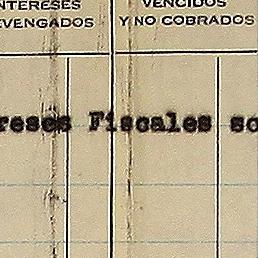 NTERESES
EVENGADOS
VENCIDOS
Y NO COBRADOS
reses Fiscales so